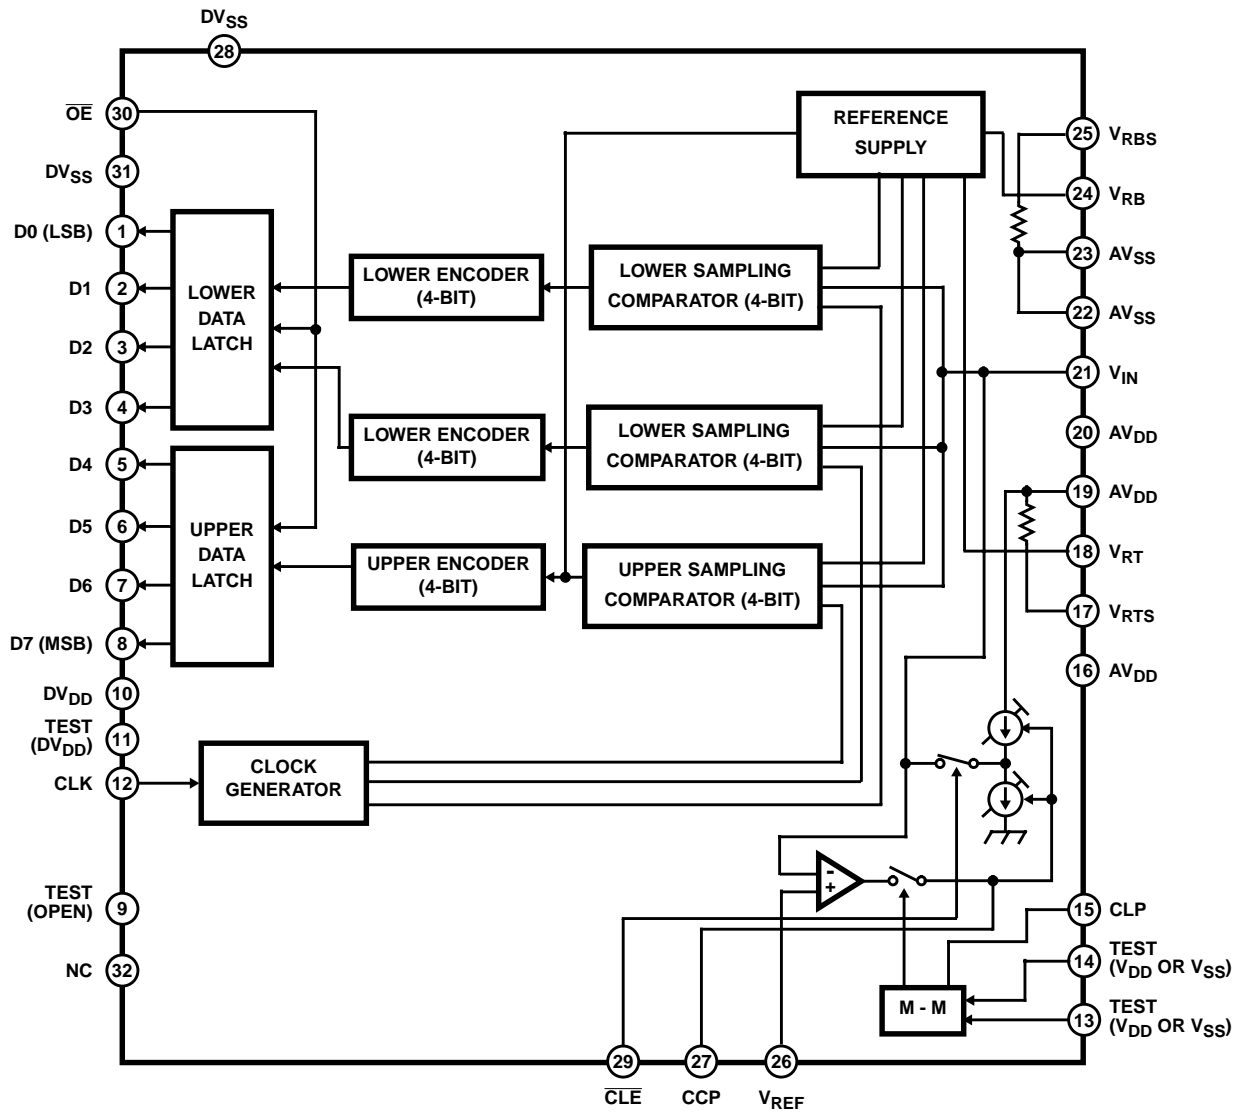 DVSS
28
OE 30
DVSS 31
D0 (LSB) 1
D1 2
D2 3
D3 4
D4 5
D5 6
D6 7
D7 (MSB) 8
DVDD 10
TEST
(DVDD) 11
CLK 12
TEST
(OPEN) 9
NC 32
LOWER
DATA
LATCH
UPPER
DATA
LATCH
LOWER ENCODER
(4-BIT)
LOWER ENCODER
(4-BIT)
UPPER ENCODER
(4-BIT)
CLOCK
GENERATOR
LOWER SAMPLING
COMPARATOR (4-BIT)
LOWER SAMPLING
COMPARATOR (4-BIT)
UPPER SAMPLING
COMPARATOR (4-BIT)
REFERENCE
SUPPLY
-
+
M - M
25 VRBS
24 VRB
23 AVSS
22 AVSS
21 VIN
20 AVDD
19 AVDD
18 VRT
17 VRTS
16 AVDD
15 CLP
14 TEST
(VDD OR VSS)
13 TEST
(VDD OR VSS)
29 27 26
CLE CCP VREF